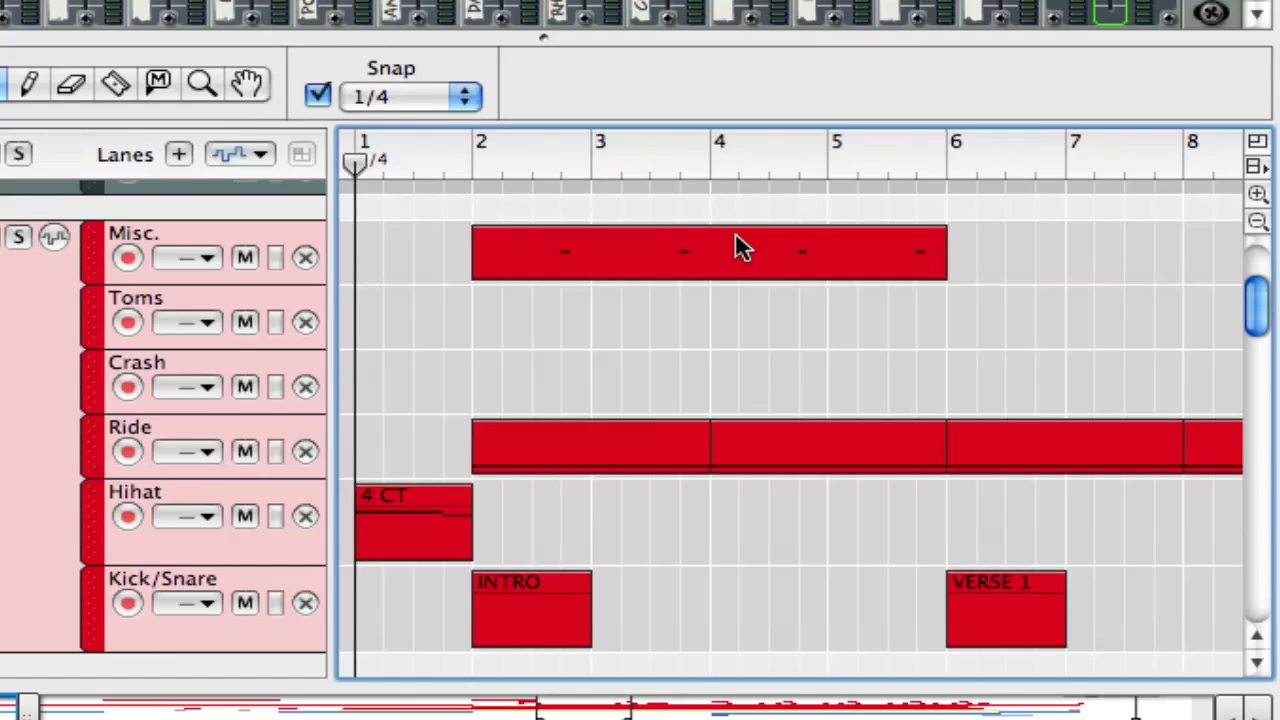 Snap
1/4
S
Lanes
1
2
3
4
5
6
7
8
/4
S
Misc.
M
Toms
M
Crash
M
Ride
M
Hihat
M
4 CT
Kick/Snare
M
INTRO
VERSE 1